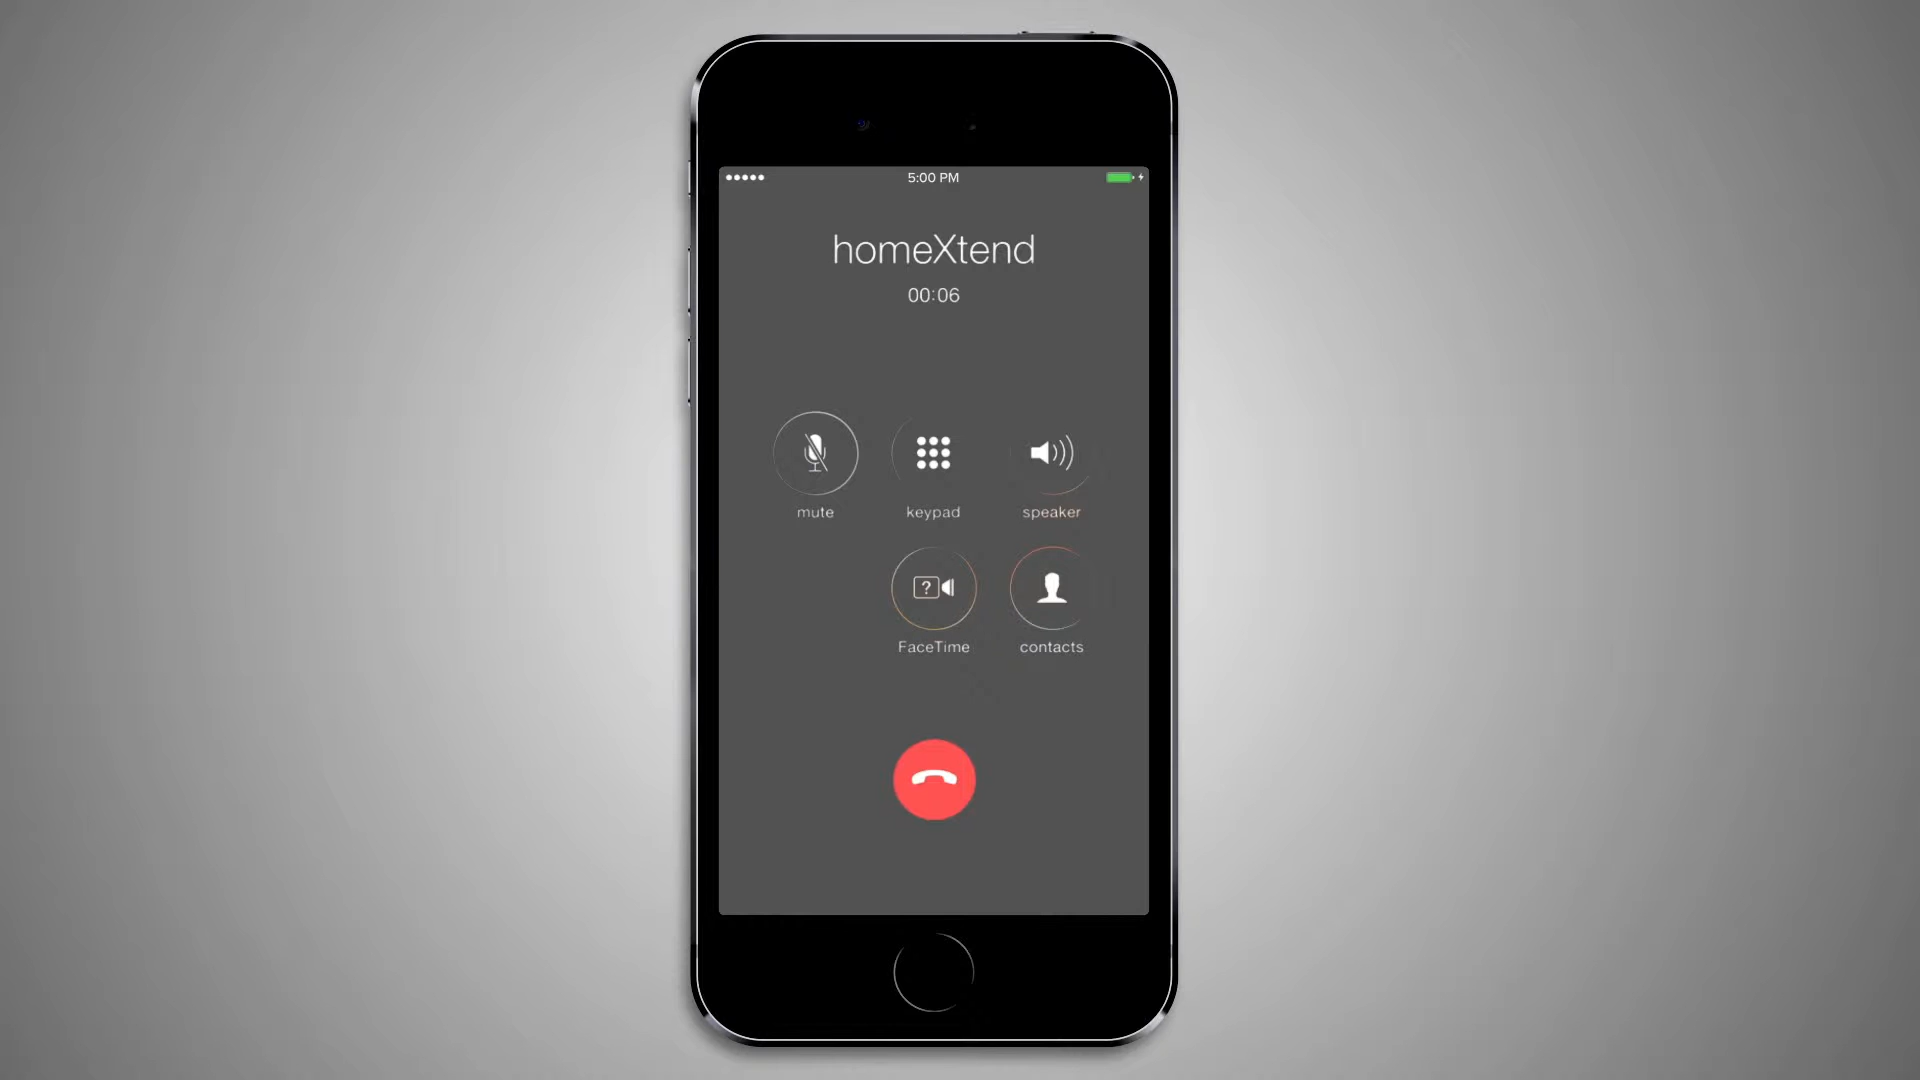 5:00 PM
homeXtend
00:06
mute keypad speaker
?
FaceTime contacts